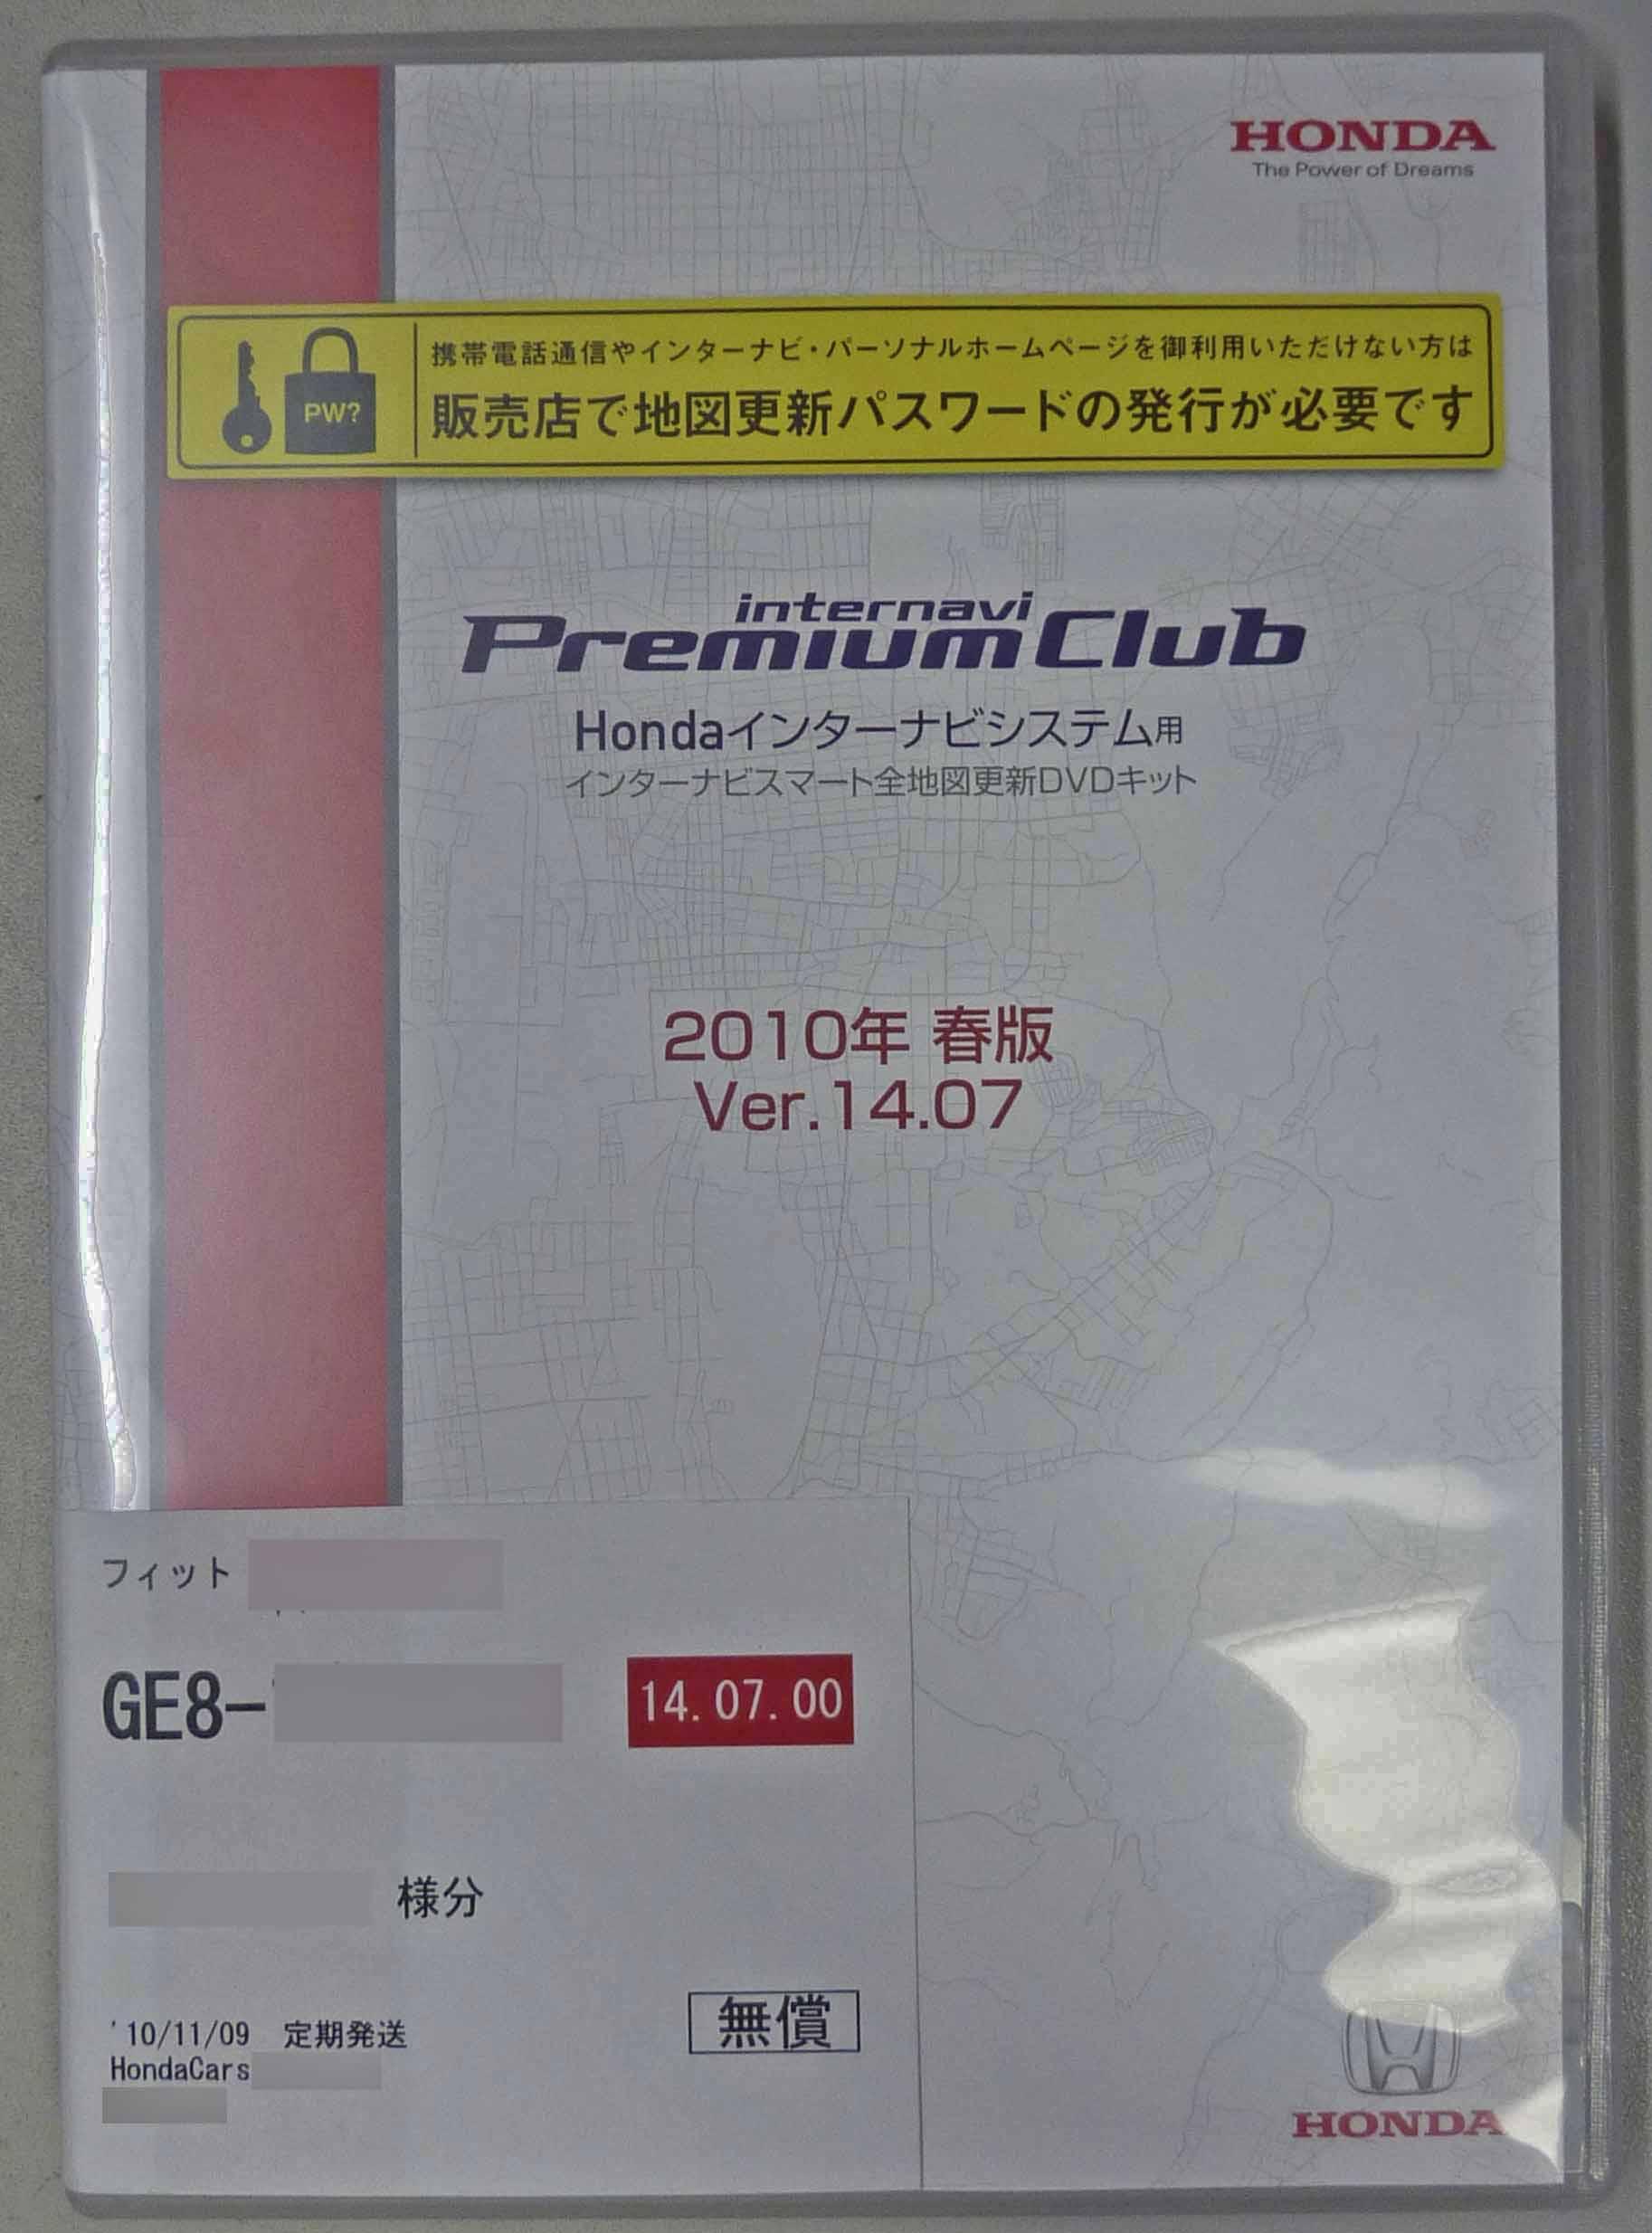 HONDA
The Power of Dreams
携帯電話通信やインターナビ・パーソナルホームページを御利用いただけない方は
PW?
販売店で地図更新パスワードの発行が必要です
internavi
Premium Club
Hondaインターナビシステム用
インターナビスマート全地図更新DVDキット
2010年 春版
Ver.14.07
フィット
GE8-
14.07.00
様分
'10/11/09 定期発送
無償
HondaCars
HONDA